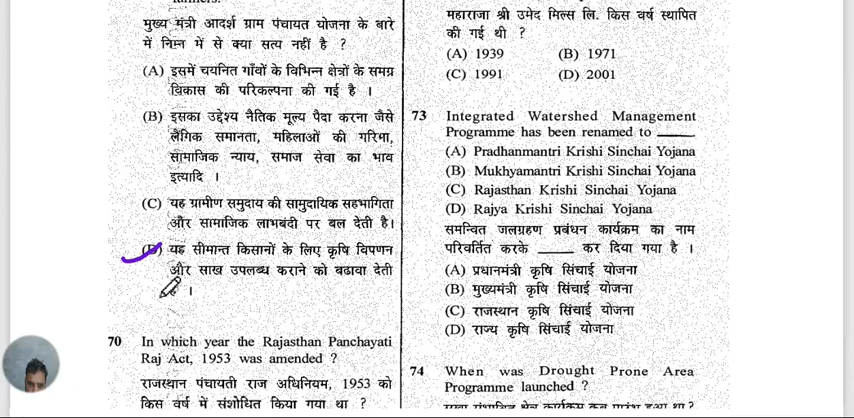 मुख्य मंत्री आदर्श ग्राम पंचायत योजना के बारे
में निम्न में से क्या सत्य नहीं है ?
(A) इसमें चयनित गाँवों के विभिन्न क्षेत्रों के समग्र
विकास की परिकल्पना की गई है ।
(B) इसका उद्देश्य नैतिक मूल्य पैदा करना जैसे
लैंगिक समानता, महिलाओं की गरिमा,
सामाजिक न्याय, समाज सेवा का भाव
इत्यादि ।
(C) यह ग्रामीण समुदाय की सामुदायिक सहभागिता
और सामाजिक लाभबंदी पर बल देती है।
(D) यह सीमान्त किसानों के लिए कृषि विपणन
और साख उपलब्ध कराने को बढावा देती
है ।
70 In which year the Rajasthan Panchayati
Raj Act, 1953 was amended ?
राजस्थान पंचायती राज अधिनियम, 1953 को
किस वर्ष में संशोधित किया गया था ?
महाराजा श्री उमेद मिल्स लि. किस वर्ष स्थापित
की गई थी ?
(A) 1939 (B) 1971
(C) 1991 (D) 2001
73 Integrated Watershed Management
Programme has been renamed to ______
(A) Pradhanmantri Krishi Sinchai Yojana
(B) Mukhyamantri Krishi Sinchai Yojana
(C) Rajasthan Krishi Sinchai Yojana
(D) Rajya Krishi Sinchai Yojana
समन्वित जलग्रहण प्रबंधन कार्यक्रम का नाम
परिवर्तित करके ______ कर दिया गया है ।
(A) प्रधानमंत्री कृषि सिंचाई योजना
(B) मुख्यमंत्री कृषि सिंचाई योजना
(C) राजस्थान कृषि सिंचाई योजना
(D) राज्य कृषि सिंचाई योजना
74 When was Drought Prone Area
Programme launched ?